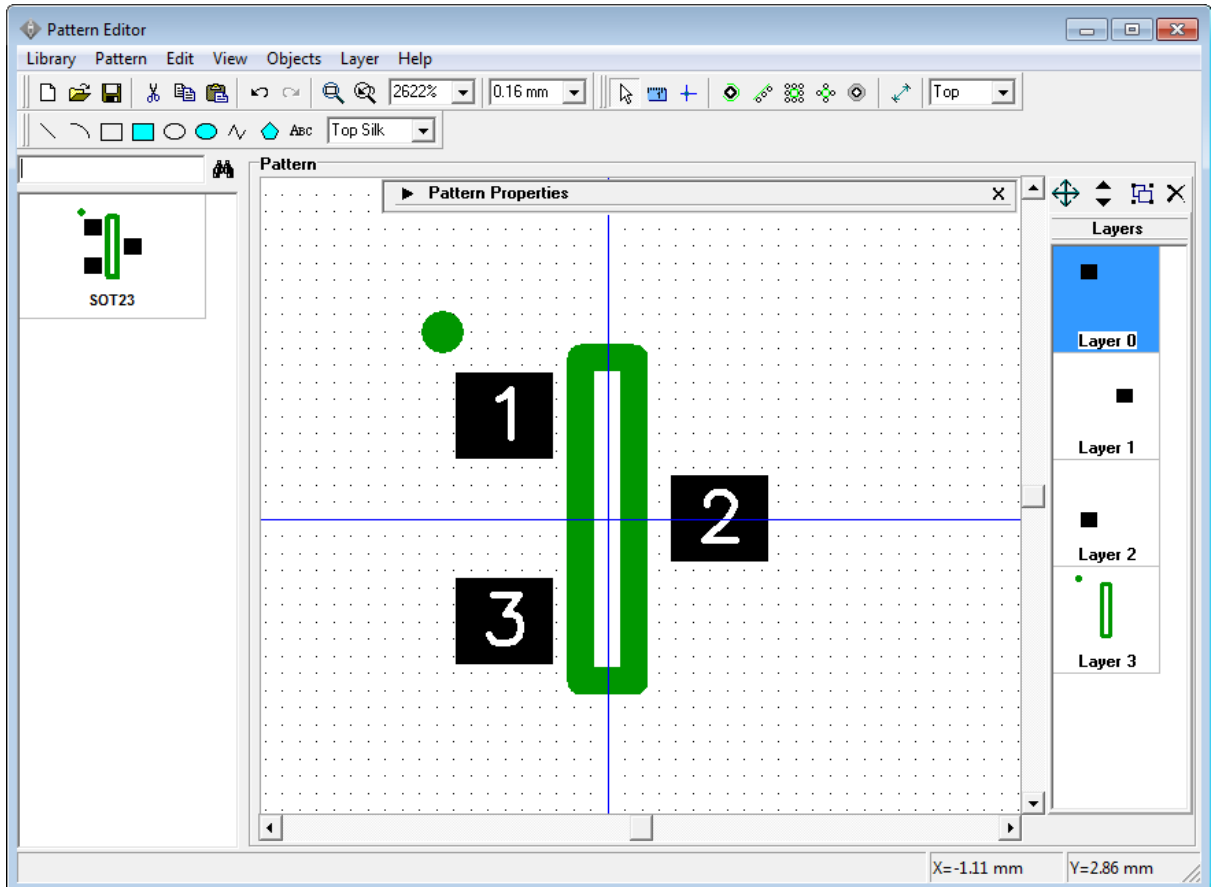 Pattern Editor
Library Pattern Edit View Objects Layer Help
2622% 0.16 mm Top
ABC Top Silk
Pattern
Pattern Properties X
Layers
SOT23
1
2
3
Layer 0
Layer 1
Layer 2
Layer 3
X=-1.11 mm Y=2.86 mm